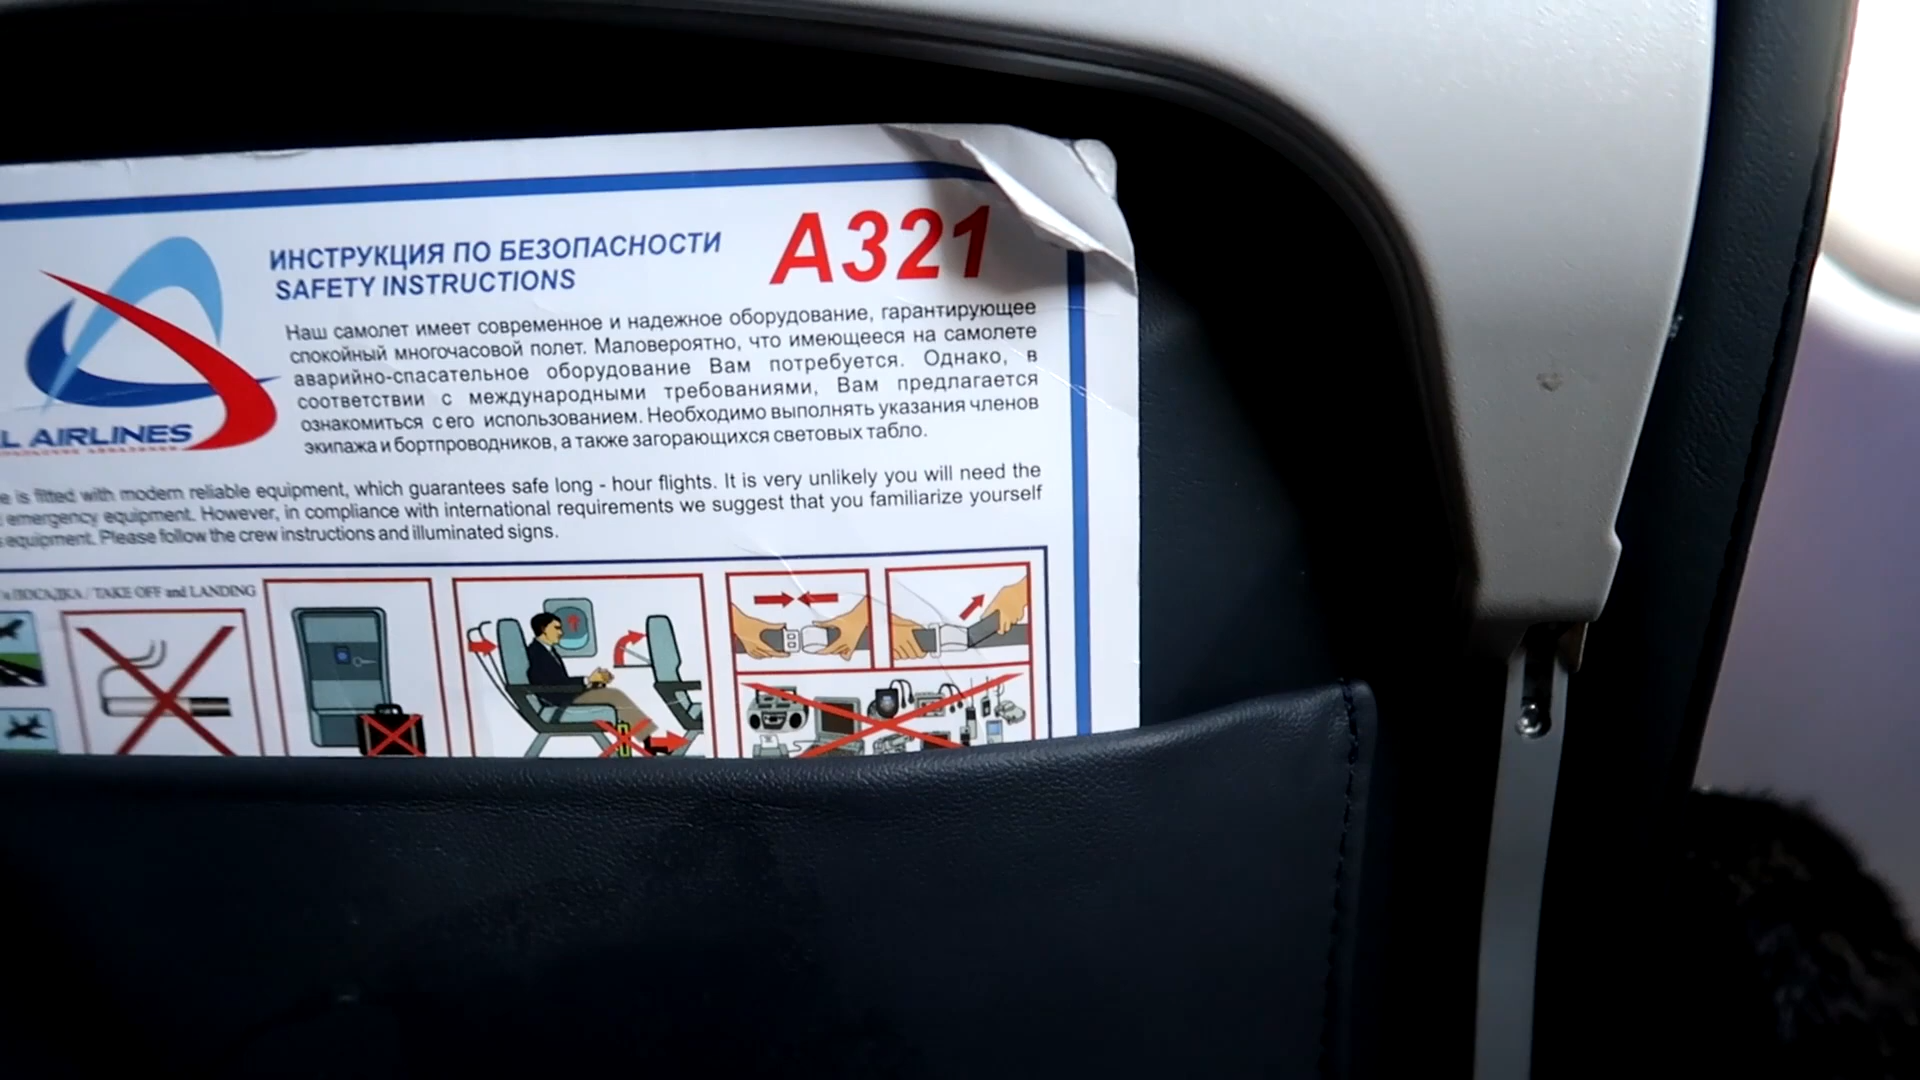 ИНСТРУКЦИЯ ПО БЕЗОПАСНОСТИ
SAFETY INSTRUCTIONS
A321
Наш самолет имеет современное и надежное оборудование, гарантирующее
спокойный многочасовой полет. Маловероятно, что имеющееся на самолете
аварийно-спасательное оборудование Вам потребуется. Однако, в
соответствии с международными требованиями, Вам предлагается
ознакомиться с его использованием. Необходимо выполнять указания членов
экипажа и бортпроводников, а также загорающихся световых табло.
L AIRLINES
e is fitted with modern reliable equipment, which guarantees safe long - hour flights. It is very unlikely you will need the
emergency equipment. However, in compliance with international requirements we suggest that you familiarize yourself
equipment. Please follow the crew instructions and illuminated signs.
и ПОСАДКА / TAKE OFF and LANDING